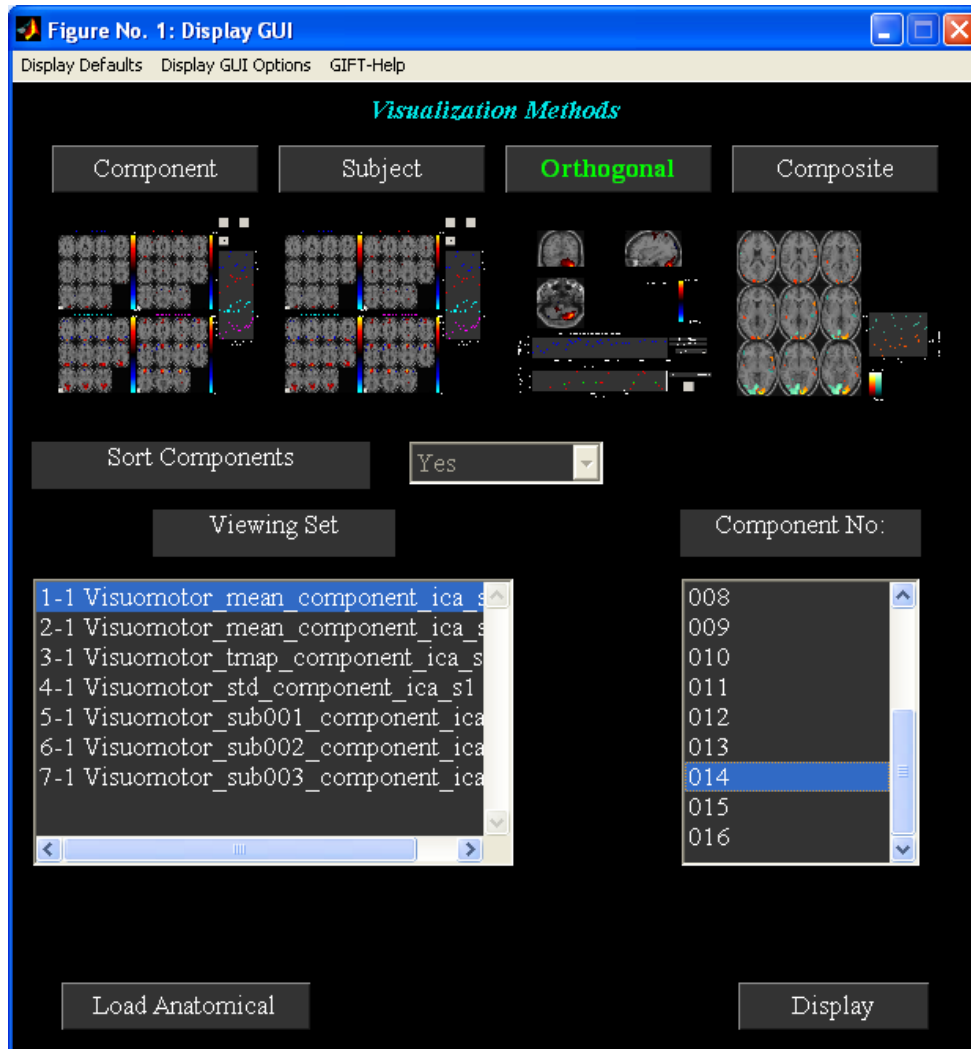 Figure No. 1: Display GUI
Display Defaults Display GUI Options GIFT-Help
Visualization Methods
Component Subject Orthogonal Composite
Sort Components Yes
Viewing Set Component No:
1-1 Visuomotor_mean_component_ica_s
2-1 Visuomotor_mean_component_ica_s
3-1 Visuomotor_tmap_component_ica_s
4-1 Visuomotor_std_component_ica_s1
5-1 Visuomotor_sub001_component_ica
6-1 Visuomotor_sub002_component_ica
7-1 Visuomotor_sub003_component_ica
008
009
010
011
012
013
014
015
016
Load Anatomical Display